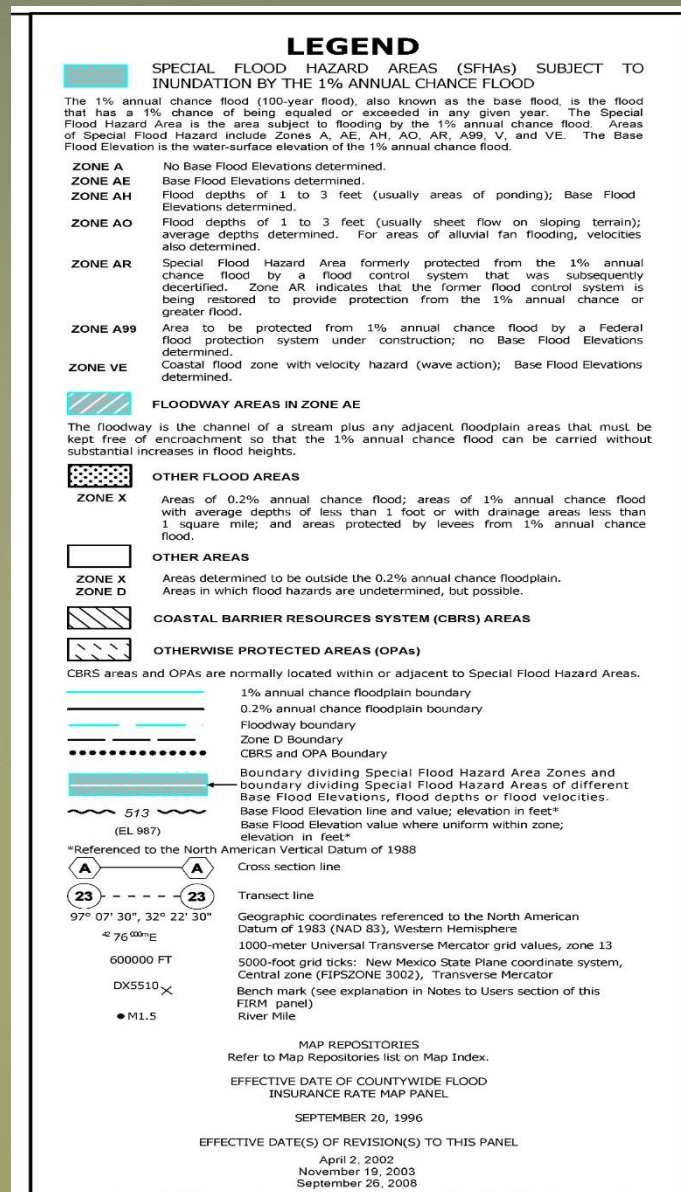 LEGEND
SPECIAL FLOOD HAZARD AREAS (SFHAs) SUBJECT TO
INUNDATION BY THE 1% ANNUAL CHANCE FLOOD
The 1% annual chance flood (100-year flood), also known as the base flood, is the flood
that has a 1% chance of being equaled or exceeded in any given year. The Special
Flood Hazard Area is the area subject to flooding by the 1% annual chance flood. Areas
of Special Flood Hazard include Zones A, AE, AH, AO, AR, A99, V, and VE. The Base
Flood Elevation is the water-surface elevation of the 1% annual chance flood.
ZONE A No Base Flood Elevations determined.
ZONE AE Base Flood Elevations determined.
ZONE AH Flood depths of 1 to 3 feet (usually areas of ponding); Base Flood
Elevations determined.
ZONE AO Flood depths of 1 to 3 feet (usually sheet flow on sloping terrain);
average depths determined. For areas of alluvial fan flooding, velocities
also determined.
ZONE AR Special Flood Hazard Area formerly protected from the 1% annual
chance flood by a flood control system that was subsequently
decertified. Zone AR indicates that the former flood control system is
being restored to provide protection from the 1% annual chance or
greater flood.
ZONE A99 Area to be protected from 1% annual chance flood by a Federal
flood protection system under construction; no Base Flood Elevations
determined.
ZONE VE Coastal flood zone with velocity hazard (wave action); Base Flood Elevations
determined.
FLOODWAY AREAS IN ZONE AE
The floodway is the channel of a stream plus any adjacent floodplain areas that must be
kept free of encroachment so that the 1% annual chance flood can be carried without
substantial increases in flood heights.
OTHER FLOOD AREAS
ZONE X Areas of 0.2% annual chance flood; areas of 1% annual chance flood
with average depths of less than 1 foot or with drainage areas less than
1 square mile; and areas protected by levees from 1% annual chance
flood.
OTHER AREAS
ZONE X Areas determined to be outside the 0.2% annual chance floodplain.
ZONE D Areas in which flood hazards are undetermined, but possible.
COASTAL BARRIER RESOURCES SYSTEM (CBRS) AREAS
OTHERWISE PROTECTED AREAS (OPAs)
CBRS areas and OPAs are normally located within or adjacent to Special Flood Hazard Areas.
1% annual chance floodplain boundary
0.2% annual chance floodplain boundary
Floodway boundary
Zone D Boundary
CBRS and OPA Boundary
Boundary dividing Special Flood Hazard Area Zones and
boundary dividing Special Flood Hazard Areas of different
Base Flood Elevations, flood depths or flood velocities.
513 Base Flood Elevation line and value; elevation in feet*
(EL 987) Base Flood Elevation value where uniform within zone;
elevation in feet*
*Referenced to the North American Vertical Datum of 1988
A A Cross section line
23 23 Transect line
97° 07' 30", 32° 22' 30" Geographic coordinates referenced to the North American
Datum of 1983 (NAD 83), Western Hemisphere
42 76 000m E 1000-meter Universal Transverse Mercator grid values, zone 13
600000 FT 5000-foot grid ticks: New Mexico State Plane coordinate system,
Central zone (FIPSZONE 3002), Transverse Mercator
DX5510 Bench mark (see explanation in Notes to Users section of this
FIRM panel)
M1.5 River Mile
MAP REPOSITORIES
Refer to Map Repositories list on Map Index.
EFFECTIVE DATE OF COUNTYWIDE FLOOD
INSURANCE RATE MAP PANEL
SEPTEMBER 20, 1996
EFFECTIVE DATE(S) OF REVISION(S) TO THIS PANEL
April 2, 2002
November 19, 2003
September 26, 2008